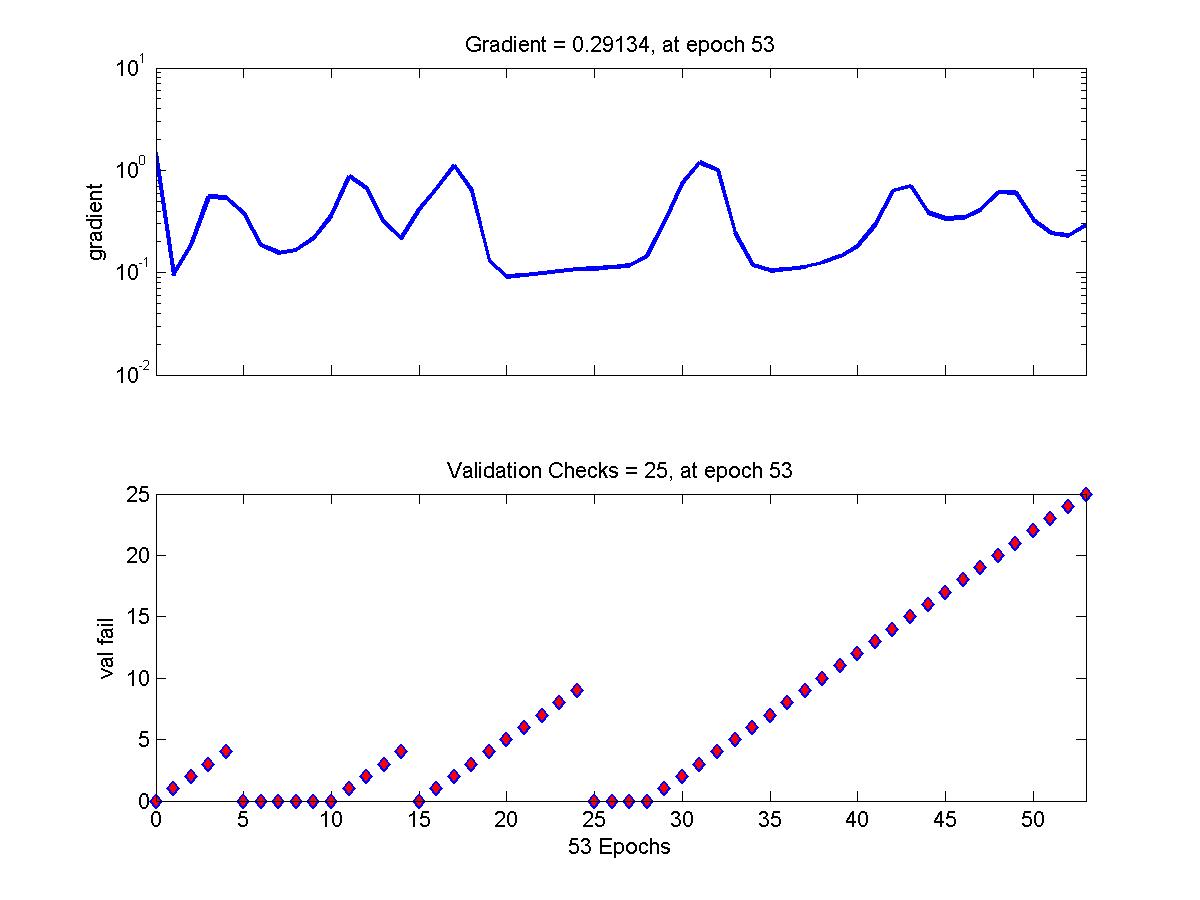 Gradient = 0.29134, at epoch 53
10^1
10^0
10^-1
10^-2
gradient
Validation Checks = 25, at epoch 53
25
20
15
10
5
0
val fail
0 5 10 15 20 25 30 35 40 45 50
53 Epochs